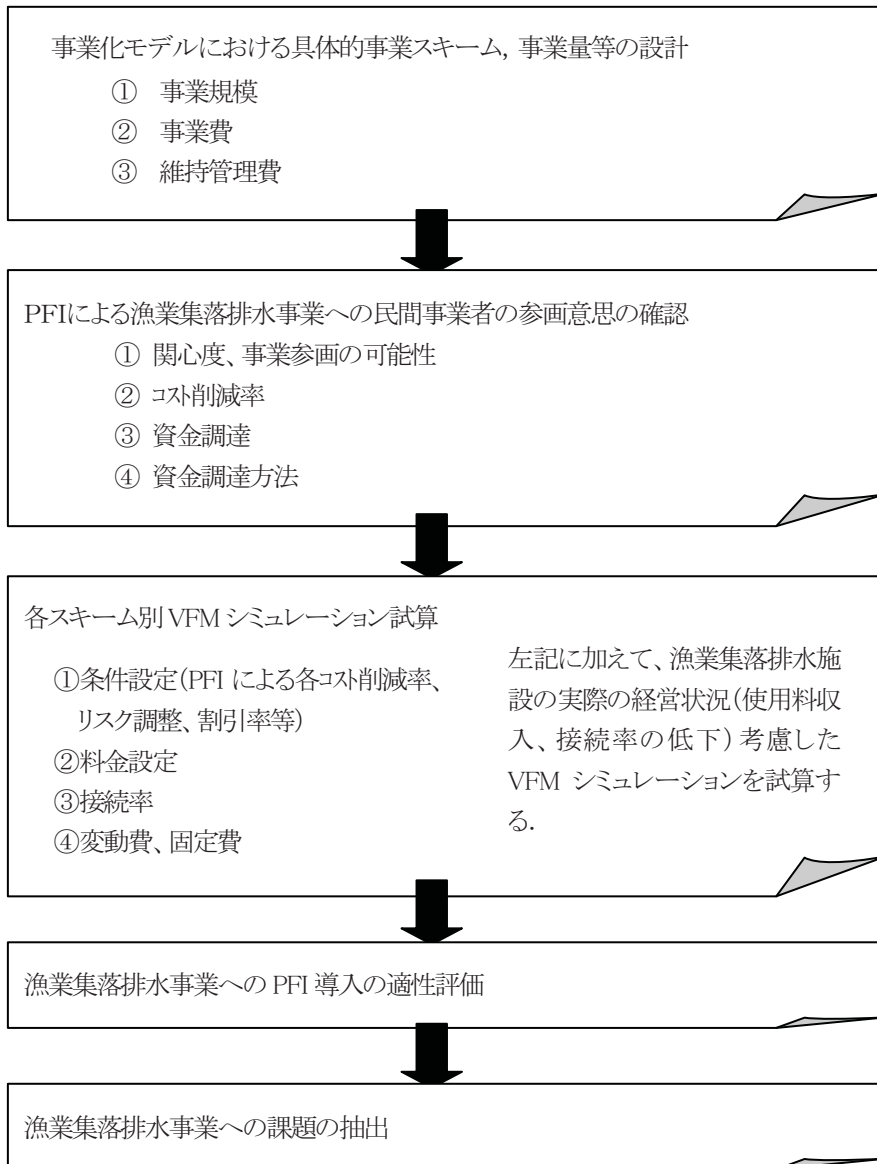 事業化モデルにおける具体的事業スキーム, 事業量等の設計
① 事業規模
② 事業費
③ 維持管理費
PFIによる漁業集落排水事業への民間事業者の参画意思の確認
① 関心度、事業参画の可能性
② コスト削減率
③ 資金調達
④ 資金調達方法
各スキーム別 VFM シミュレーション試算
①条件設定(PFI による各コスト削減率、
リスク調整、割引率等)
②料金設定
③接続率
④変動費、固定費
左記に加えて、漁業集落排水施
設の実際の経営状況(使用料収
入、接続率の低下)考慮した
VFM シミュレーションを試算す
る.
漁業集落排水事業への PFI 導入の適性評価
漁業集落排水事業への課題の抽出